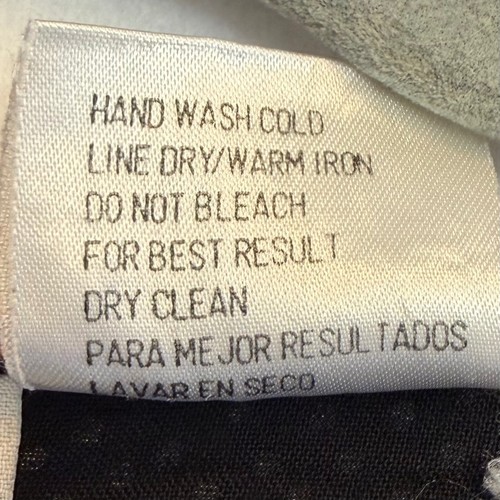 HAND WASH COLD
LINE DRY/WARM IRON
DO NOT BLEACH
FOR BEST RESULT
DRY CLEAN
PARA MEJOR RESULTADOS
LAVAR EN SECO